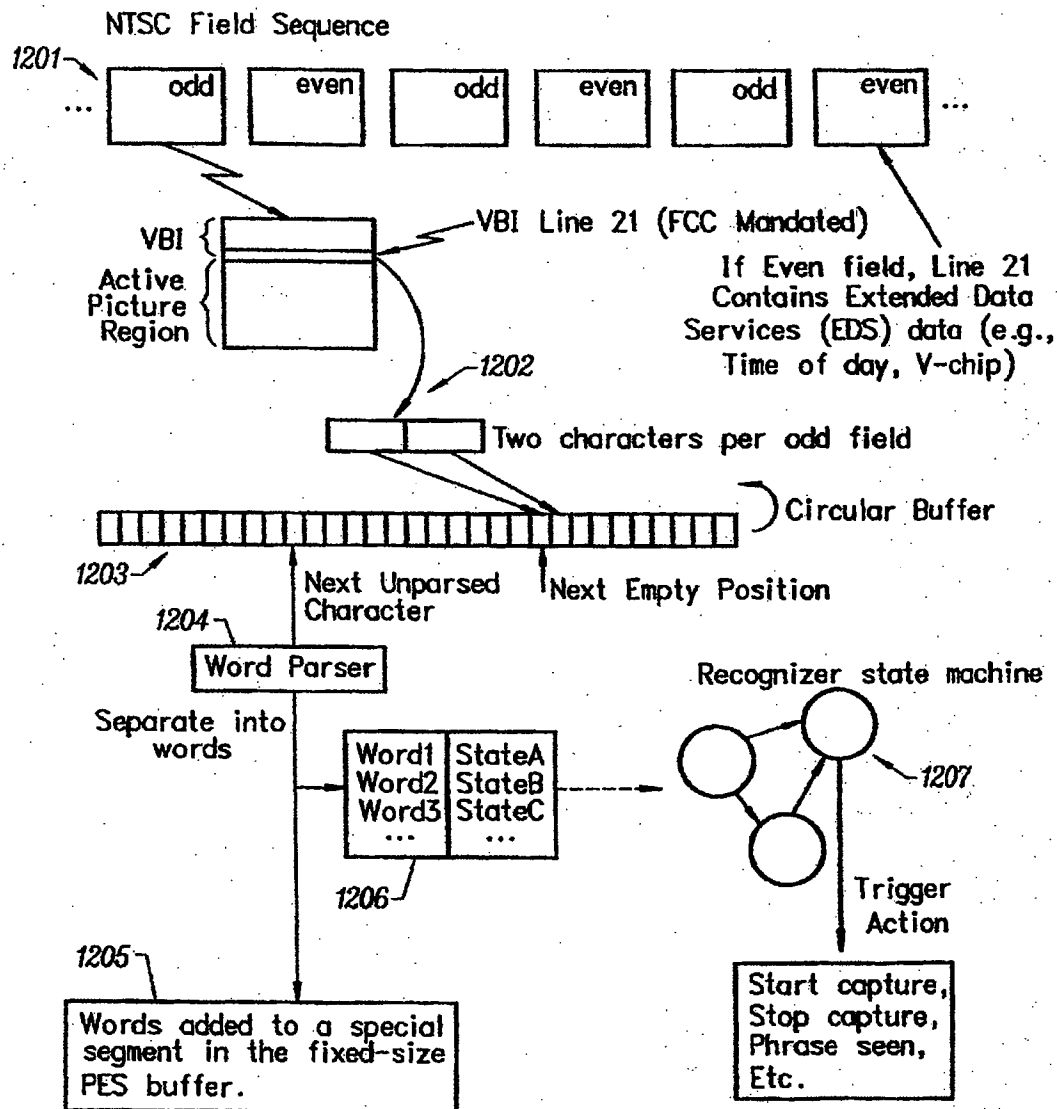 NTSC Field Sequence
1201
... odd even odd even odd even ...
VBI
VBI Line 21 (FCC Mandated)
Active
Picture
Region
If Even field, Line 21
Contains Extended Data
Services (EDS) data (e.g.,
Time of day, V-chip)
1202
Two characters per odd field
Circular Buffer
1203
Next Unparsed
Character
Next Empty Position
1204
Word Parser
Separate into
words
Recognizer state machine
Word1 StateA
Word2 StateB
Word3 StateC
... ...
1206
1207
Trigger
Action
1205
Words added to a special
segment in the fixed-size
PES buffer.
Start capture,
Stop capture,
Phrase seen,
Etc.